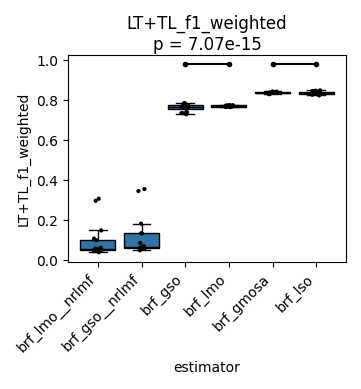 LT+TL_f1_weighted
p = 7.07e-15
LT+TL_f1_weighted
1.0
0.8
0.6
0.4
0.2
0.0
brf_lmo__nrlmf
brf_gso__nrlmf
brf_gso
brf_lmo
brf_gmosa
brf_lso
estimator